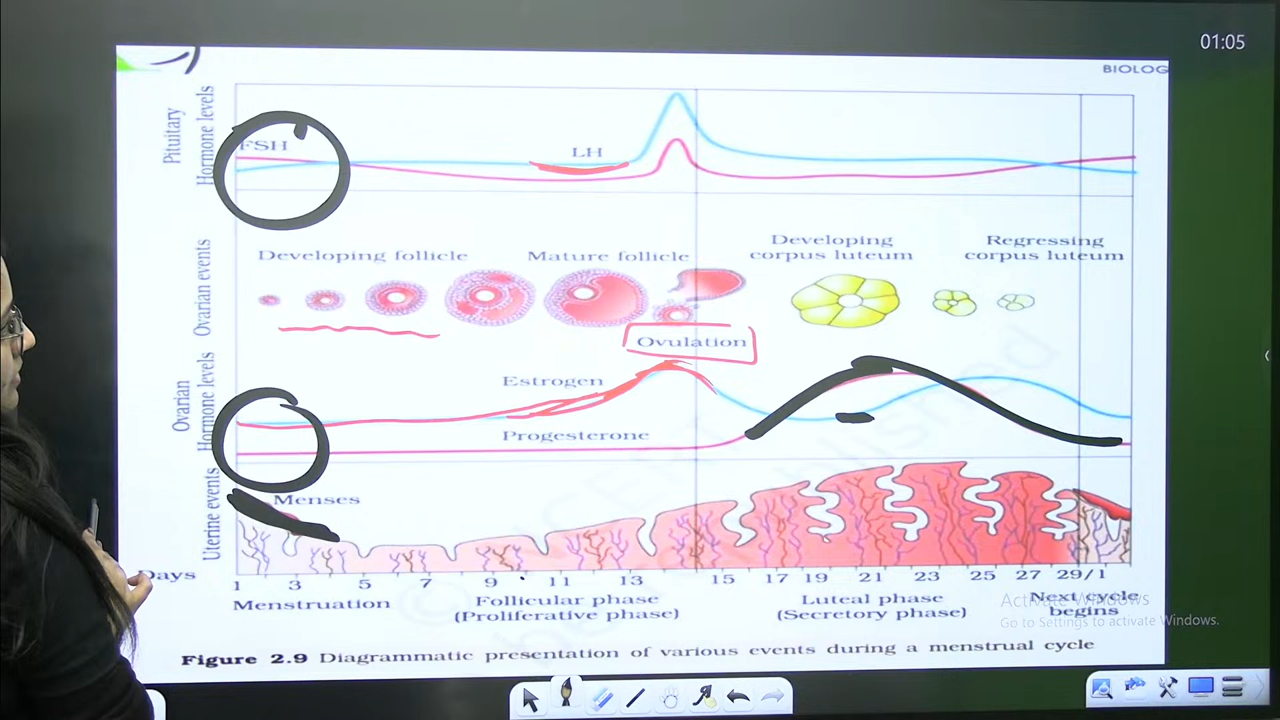 01:05
BIOLOG
Pituitary
Hormone levels
FSH
LH
Ovarian events
Developing follicle
Mature follicle
Developing
corpus luteum
Regressing
corpus luteum
Ovulation
Ovarian
Hormone levels
Estrogen
Progesterone
Uterine events
Menses
Days
1 3 5 7 9 11 13 15 17 19 21 23 25 27 29/1
Menstruation
Follicular phase
(Proliferative phase)
Luteal phase
(Secretory phase)
Next cycle
begins
Activate Windows
Go to Settings to activate Windows.
Figure 2.9 Diagrammatic presentation of various events during a menstrual cycle